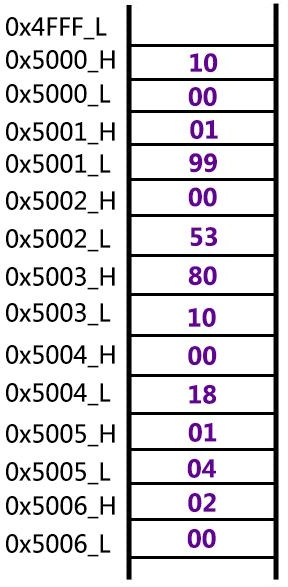 0x4FFF_L
0x5000_H 10
0x5000_L 00
0x5001_H 01
0x5001_L 99
0x5002_H 00
0x5002_L 53
0x5003_H 80
0x5003_L 10
0x5004_H 00
0x5004_L 18
0x5005_H 01
0x5005_L 04
0x5006_H 02
0x5006_L 00